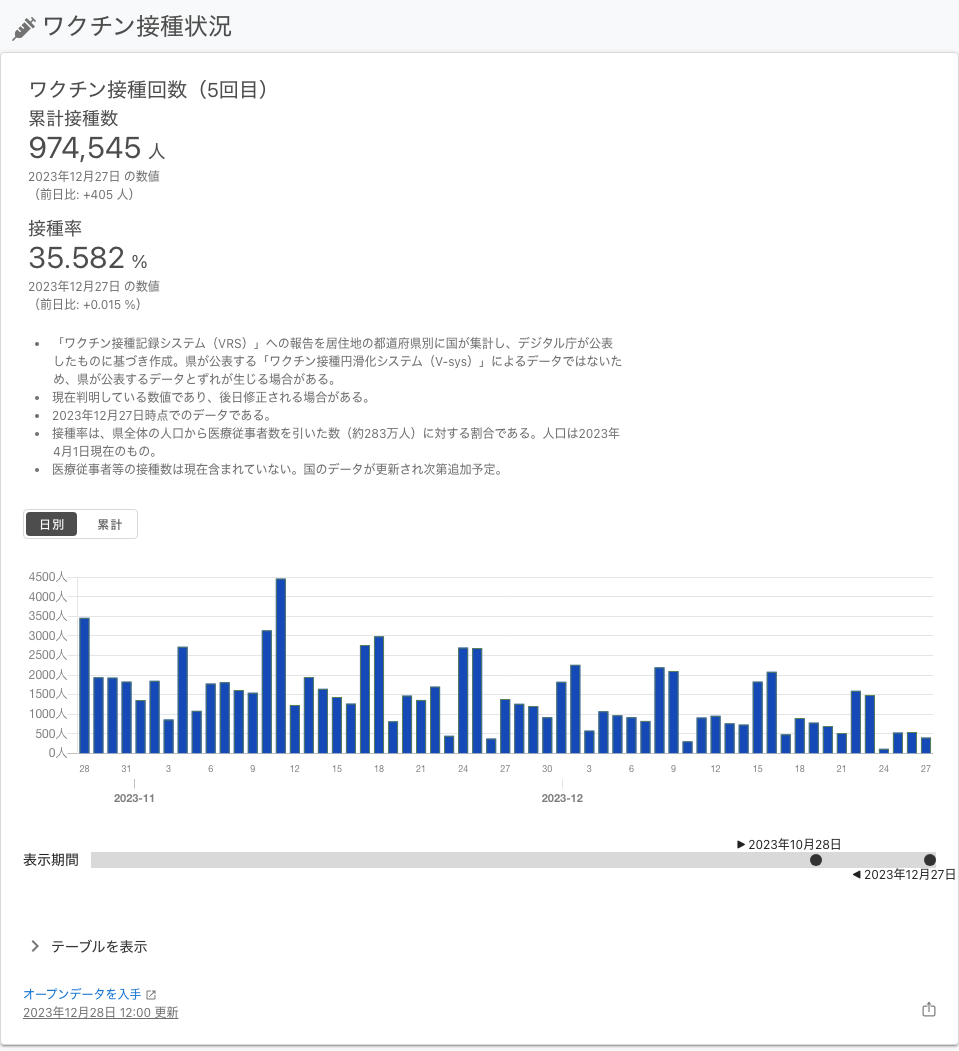 ワクチン接種状況
ワクチン接種回数（5回目）
累計接種数
974,545 人
2023年12月27日 の数値
（前日比: +405 人）
接種率
35.582 %
2023年12月27日 の数値
（前日比: +0.015 %）
• 「ワクチン接種記録システム（VRS）」への報告を居住地の都道府県別に国が集計し、デジタル庁が公表
したものに基づき作成。県が公表する「ワクチン接種円滑化システム（V-sys）」によるデータではないた
め、県が公表するデータとずれが生じる場合がある。
• 現在判明している数値であり、後日修正される場合がある。
• 2023年12月27日時点でのデータである。
• 接種率は、県全体の人口から医療従事者数を引いた数（約283万人）に対する割合である。人口は2023年
4月1日現在のもの。
• 医療従事者等の接種数は現在含まれていない。国のデータが更新され次第追加予定。
日別 累計
4500人
4000人
3500人
3000人
2500人
2000人
1500人
1000人
500人
0人
28 31 3 6 9 12 15 18 21 24 27 30 3 6 9 12 15 18 21 24 27
2023-11 2023-12
2023年10月28日
表示期間
2023年12月27日
テーブルを表示
オープンデータを入手
2023年12月28日 12:00 更新